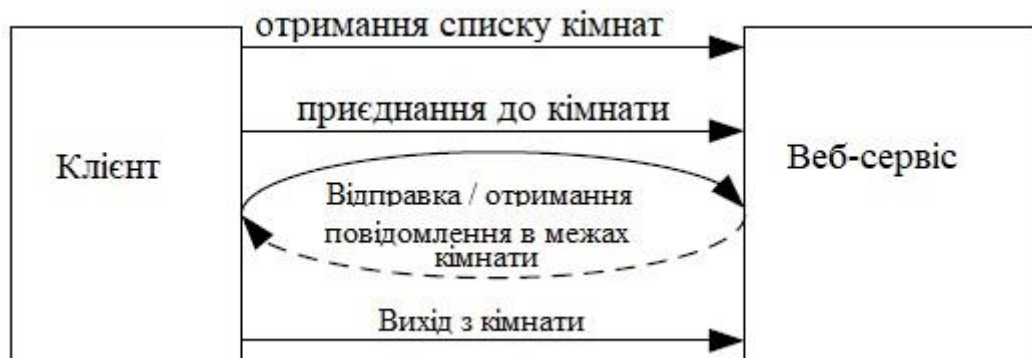 отримання списку кімнат
приєднання до кімнати
Клієнт
Веб-сервіс
Відправка / отримання
повідомлення в межах
кімнати
Вихід з кімнати